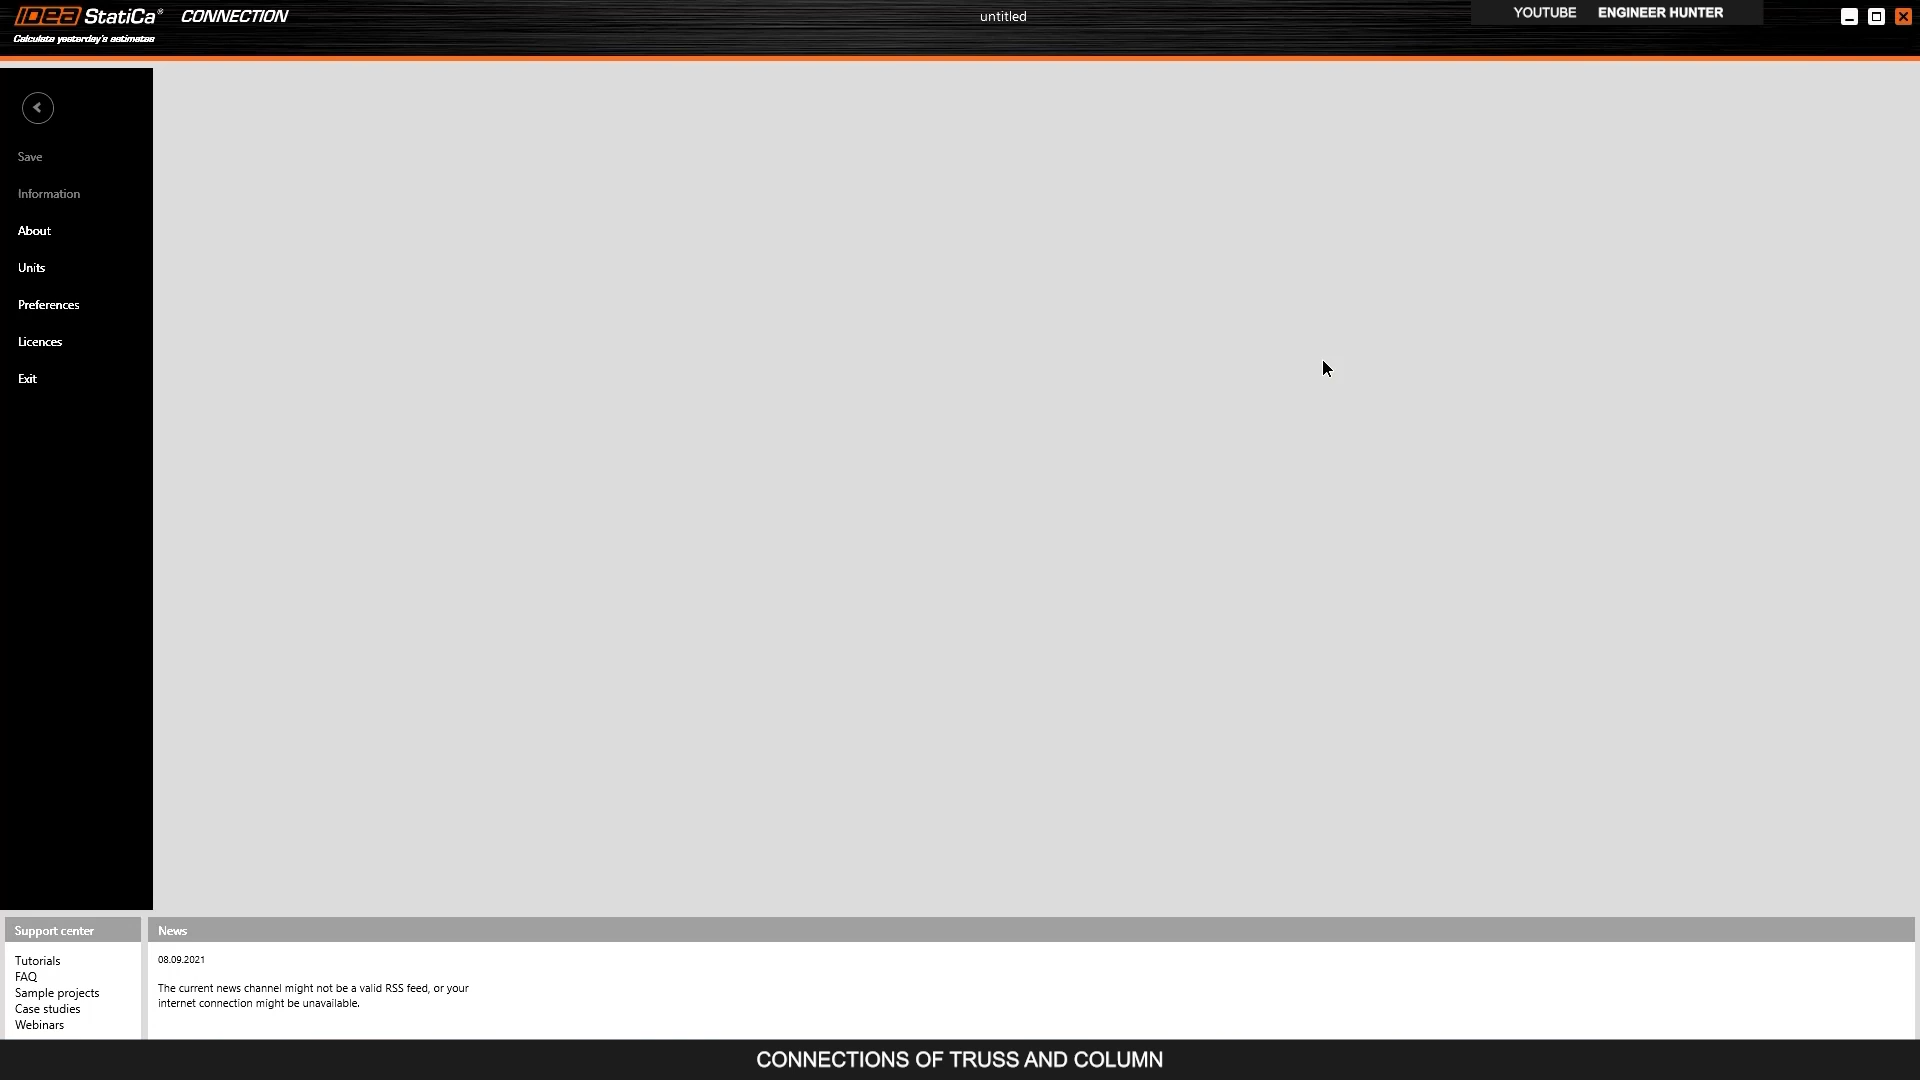 IDEA StatiCa® CONNECTION
Calculate yesterday's estimates
untitled
YOUTUBE ENGINEER HUNTER
Save
Information
About
Units
Preferences
Licences
Exit
Support center
Tutorials
FAQ
Sample projects
Case studies
Webinars
News
08.09.2021
The current news channel might not be a valid RSS feed, or your
internet connection might be unavailable.
CONNECTIONS OF TRUSS AND COLUMN